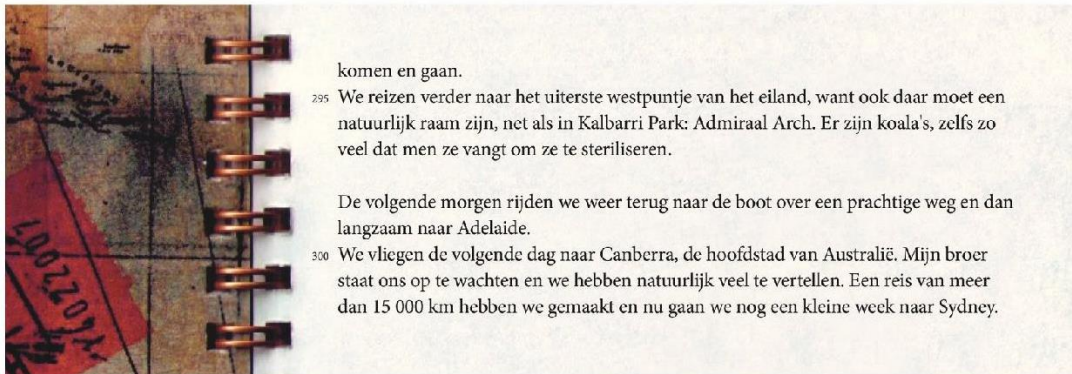 komen en gaan.
295 We reizen verder naar het uiterste westpuntje van het eiland, want ook daar moet een
natuurlijk raam zijn, net als in Kalbarri Park: Admiraal Arch. Er zijn koala's, zelfs zo
veel dat men ze vangt om ze te steriliseren.
De volgende morgen rijden we weer terug naar de boot over een prachtige weg en dan
langzaam naar Adelaide.
300 We vliegen de volgende dag naar Canberra, de hoofdstad van Australië. Mijn broer
staat ons op te wachten en we hebben natuurlijk veel te vertellen. Een reis van meer
dan 15 000 km hebben we gemaakt en nu gaan we nog een kleine week naar Sydney.